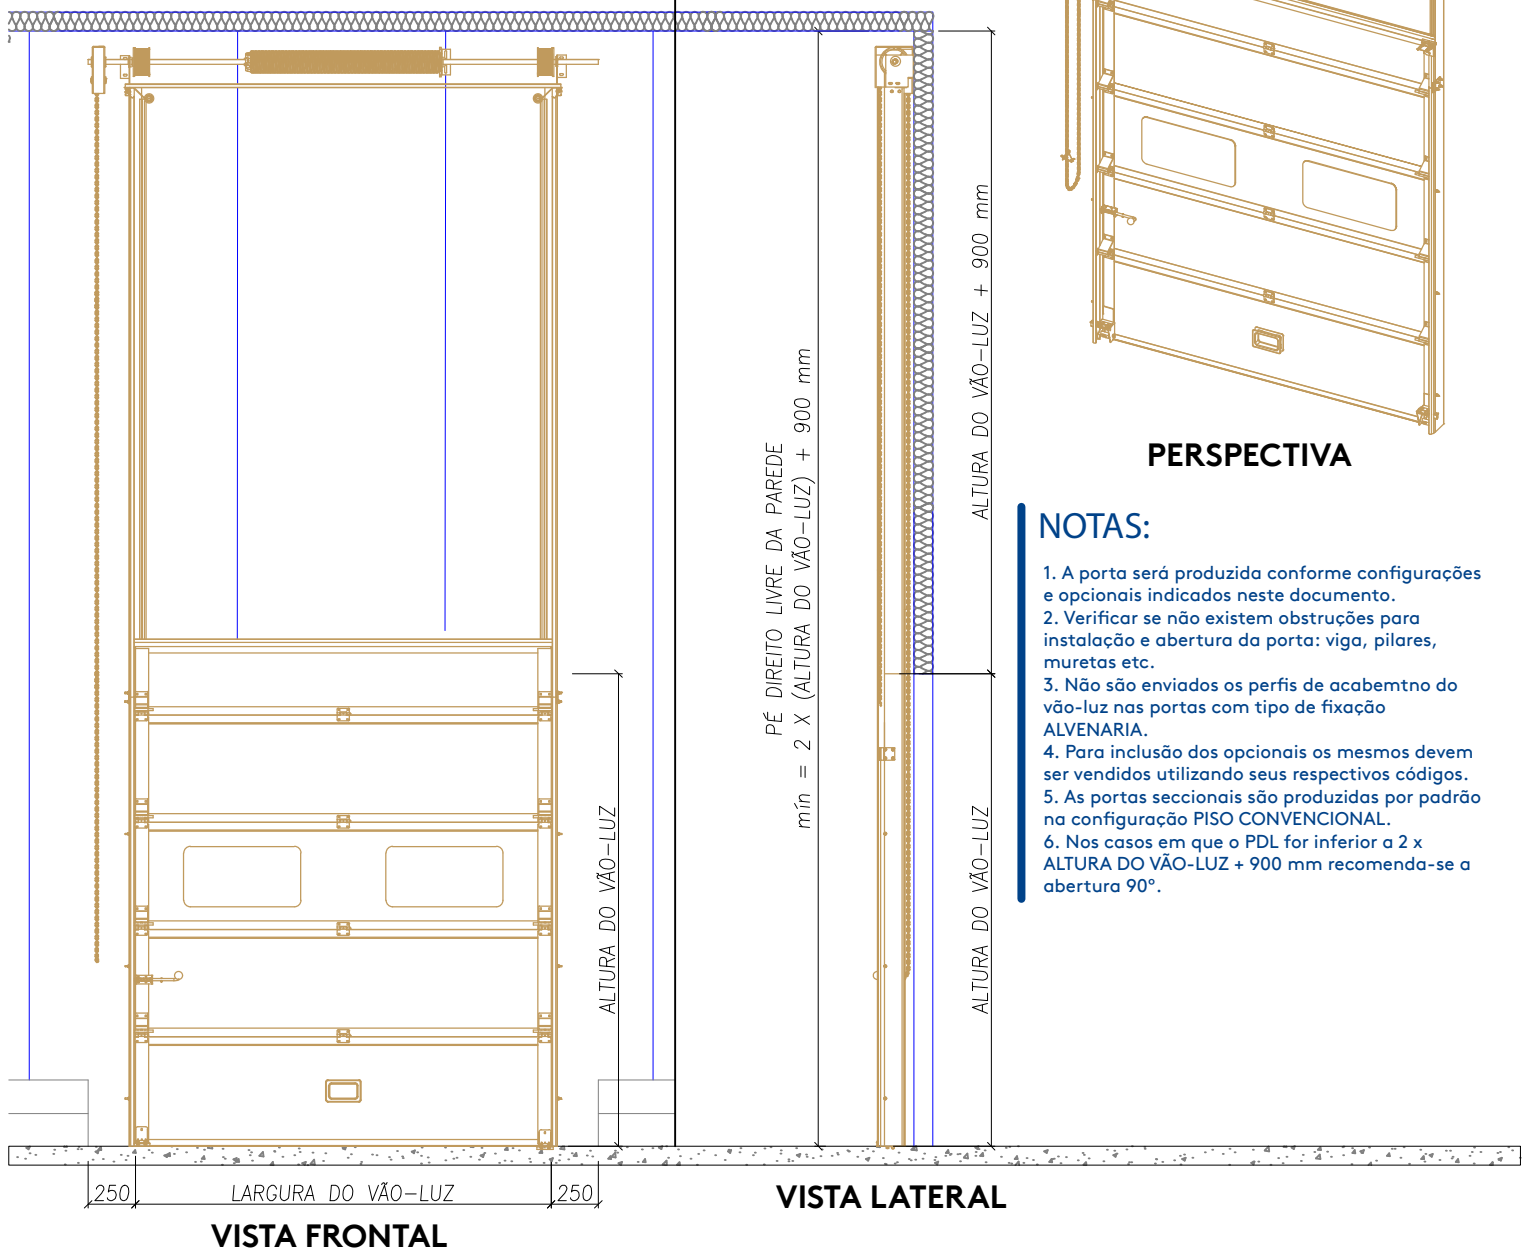 PERSPECTIVA
NOTAS:
1. A porta será produzida conforme configurações
e opcionais indicados neste documento.
2. Verificar se não existem obstruções para
instalação e abertura da porta: viga, pilares,
muretas etc.
3. Não são enviados os perfis de acabemtno do
vão-luz nas portas com tipo de fixação
ALVENARIA.
4. Para inclusão dos opcionais os mesmos devem
ser vendidos utilizando seus respectivos códigos.
5. As portas seccionais são produzidas por padrão
na configuração PISO CONVENCIONAL.
6. Nos casos em que o PDL for inferior a 2 x
ALTURA DO VÃO-LUZ + 900 mm recomenda-se a
abertura 90°.
ALTURA DO VÃO-LUZ
PÉ DIREITO LIVRE DA PAREDE
mín = 2 X (ALTURA DO VÃO-LUZ) + 900 mm
ALTURA DO VÃO-LUZ + 900 mm
ALTURA DO VÃO-LUZ
250
LARGURA DO VÃO-LUZ
250
VISTA FRONTAL
VISTA LATERAL